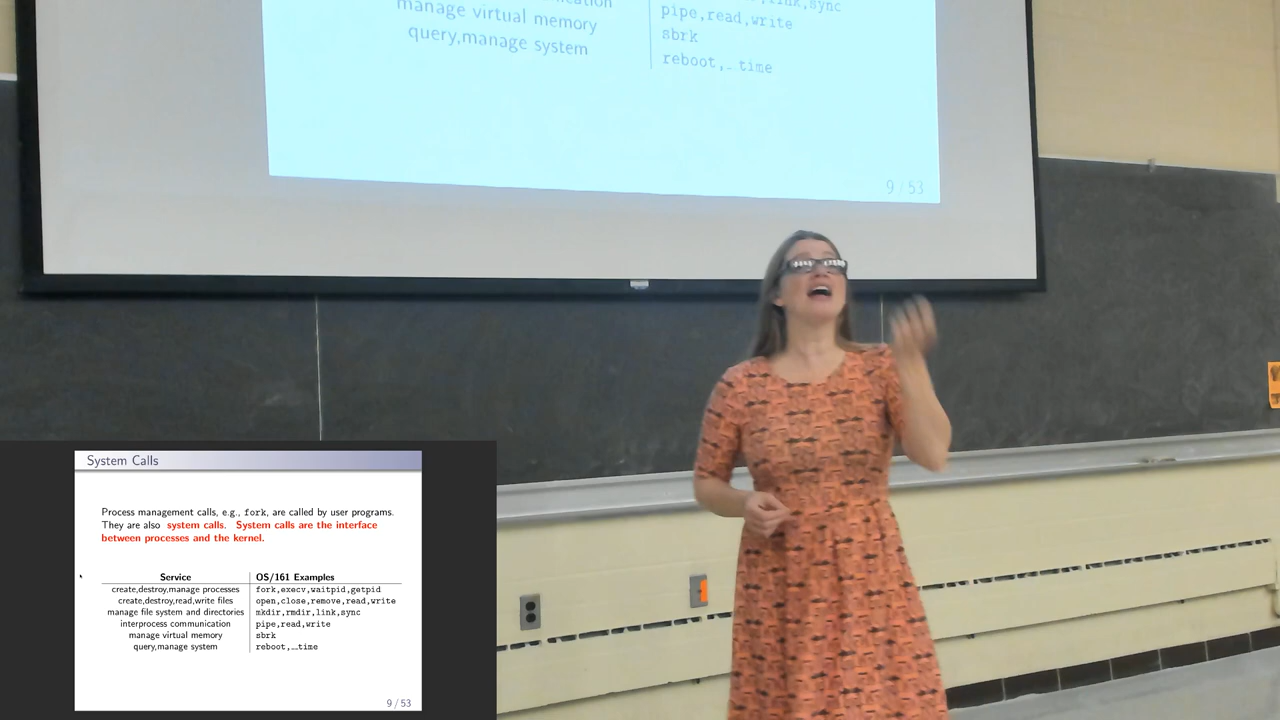 manage virtual memory
query,manage system
link,sync
pipe,read,write
sbrk
reboot,__time
9 / 53
System Calls
Process management calls, e.g., fork, are called by user programs.
They are also system calls. System calls are the interface
between processes and the kernel.
Service OS/161 Examples
create,destroy,manage processes fork,execv,waitpid,getpid
create,destroy,read,write files open,close,remove,read,write
manage file system and directories mkdir,rmdir,link,sync
interprocess communication pipe,read,write
manage virtual memory sbrk
query,manage system reboot,__time
9 / 53